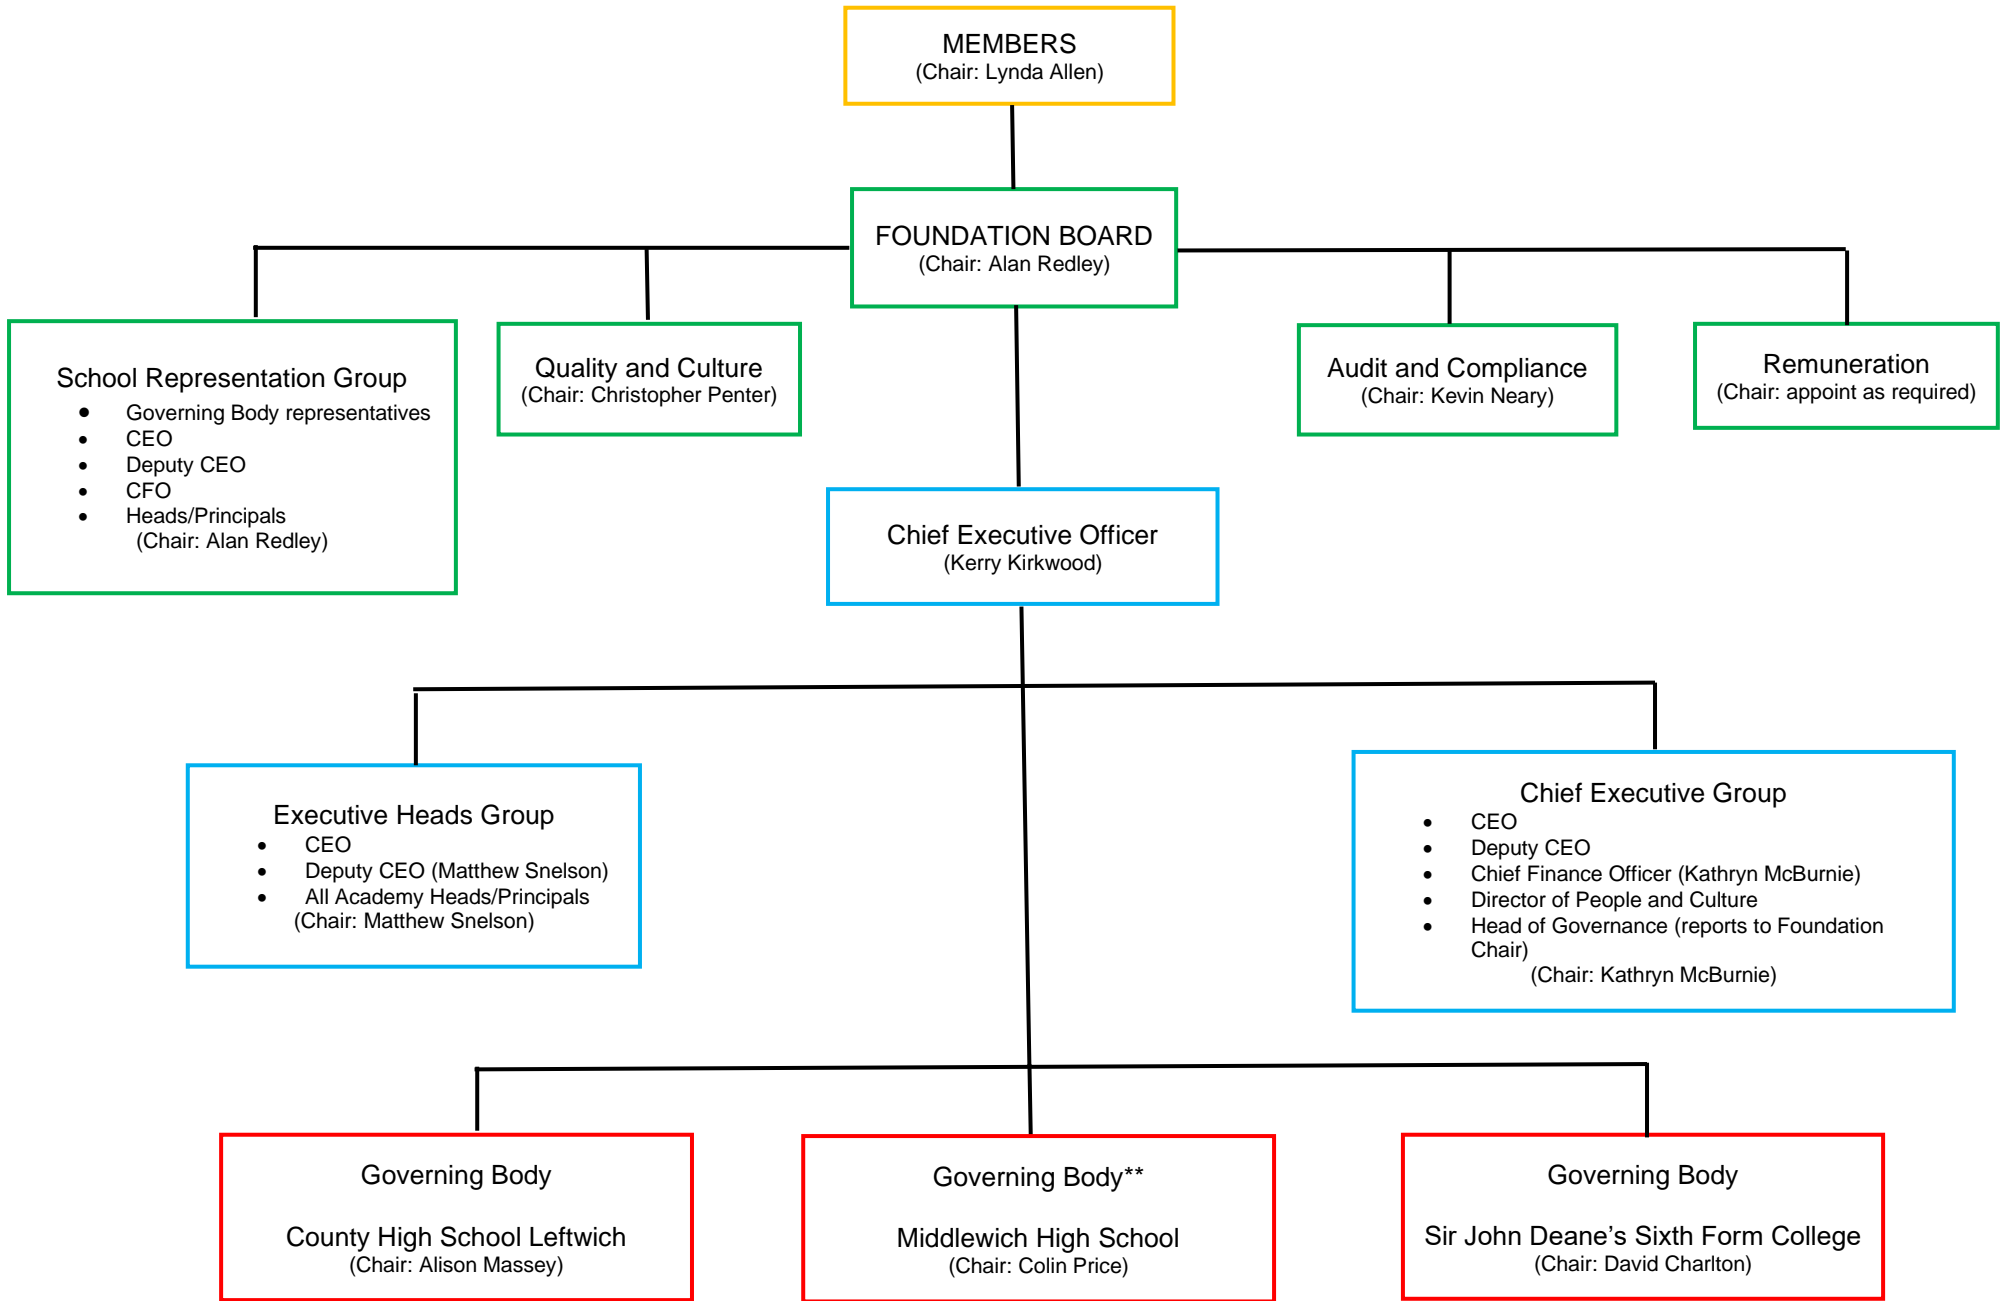 MEMBERS
(Chair: Lynda Allen)
FOUNDATION BOARD
(Chair: Alan Redley)
School Representation Group
• Governing Body representatives
• CEO
• Deputy CEO
• CFO
• Heads/Principals
(Chair: Alan Redley)
Quality and Culture
(Chair: Christopher Penter)
Audit and Compliance
(Chair: Kevin Neary)
Remuneration
(Chair: appoint as required)
Chief Executive Officer
(Kerry Kirkwood)
Executive Heads Group
• CEO
• Deputy CEO (Matthew Snelson)
• All Academy Heads/Principals
(Chair: Matthew Snelson)
Chief Executive Group
• CEO
• Deputy CEO
• Chief Finance Officer (Kathryn McBurnie)
• Director of People and Culture
• Head of Governance (reports to Foundation
Chair)
(Chair: Kathryn McBurnie)
Governing Body
County High School Leftwich
(Chair: Alison Massey)
Governing Body**
Middlewich High School
(Chair: Colin Price)
Governing Body
Sir John Deane’s Sixth Form College
(Chair: David Charlton)